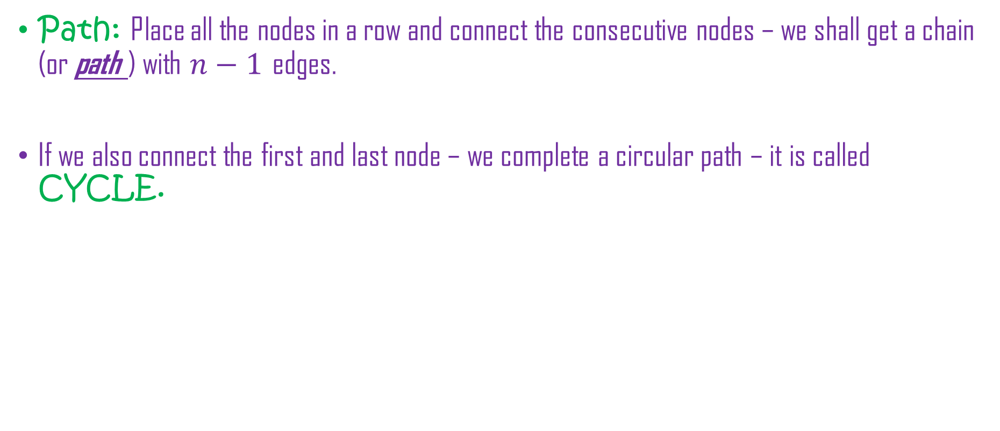 • Path: Place all the nodes in a row and connect the consecutive nodes – we shall get a chain
(or path ) with n − 1 edges.
• If we also connect the first and last node – we complete a circular path – it is called
CYCLE.